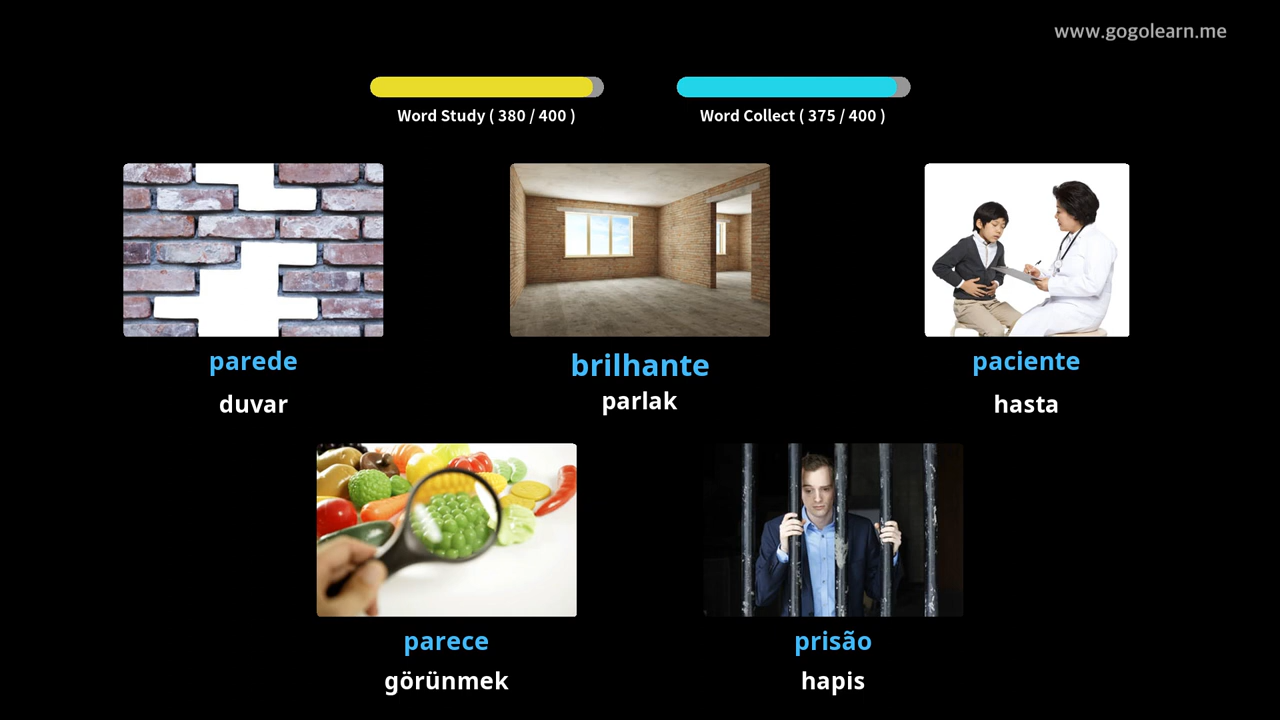 www.gogolearn.me
Word Study ( 380 / 400 )
Word Collect ( 375 / 400 )
parede
duvar
brilhante
parlak
paciente
hasta
parece
görünmek
prisão
hapis